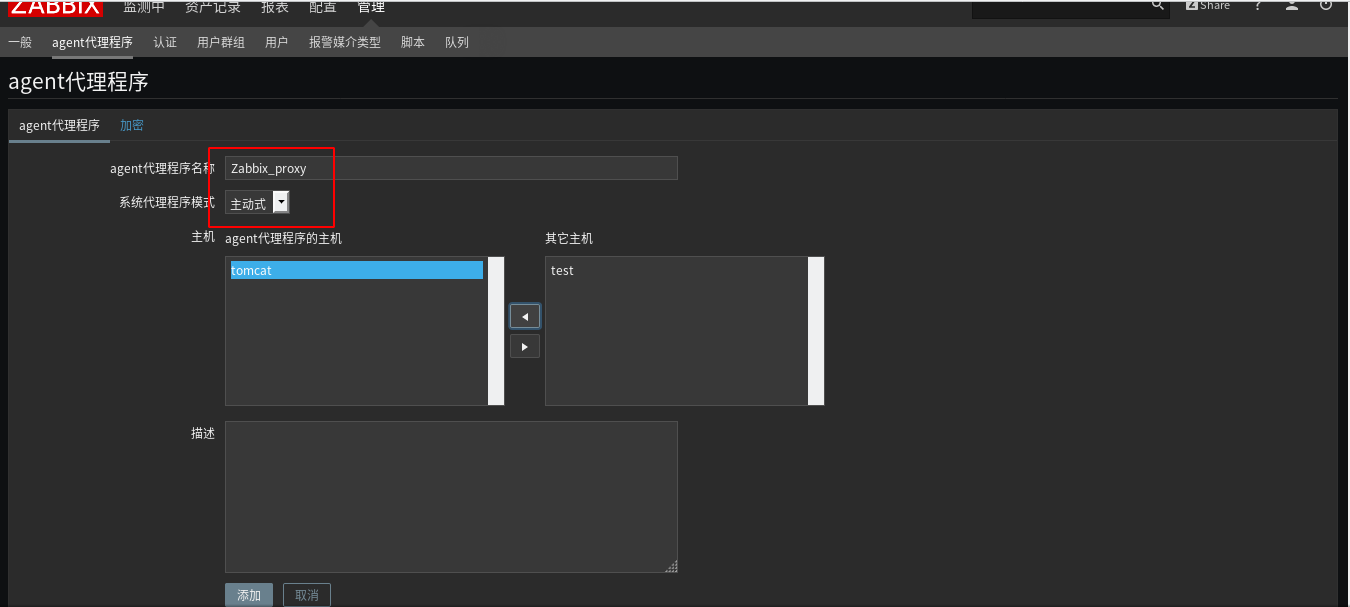 ZABBIX 监测中 资产记录 报表 配置 管理 Z Share ?
一般 agent代理程序 认证 用户群组 用户 报警媒介类型 脚本 队列
agent代理程序
agent代理程序 加密
agent代理程序名称 Zabbix_proxy
系统代理程序模式 主动式
主机 agent代理程序的主机 其它主机
tomcat test
描述
添加 取消